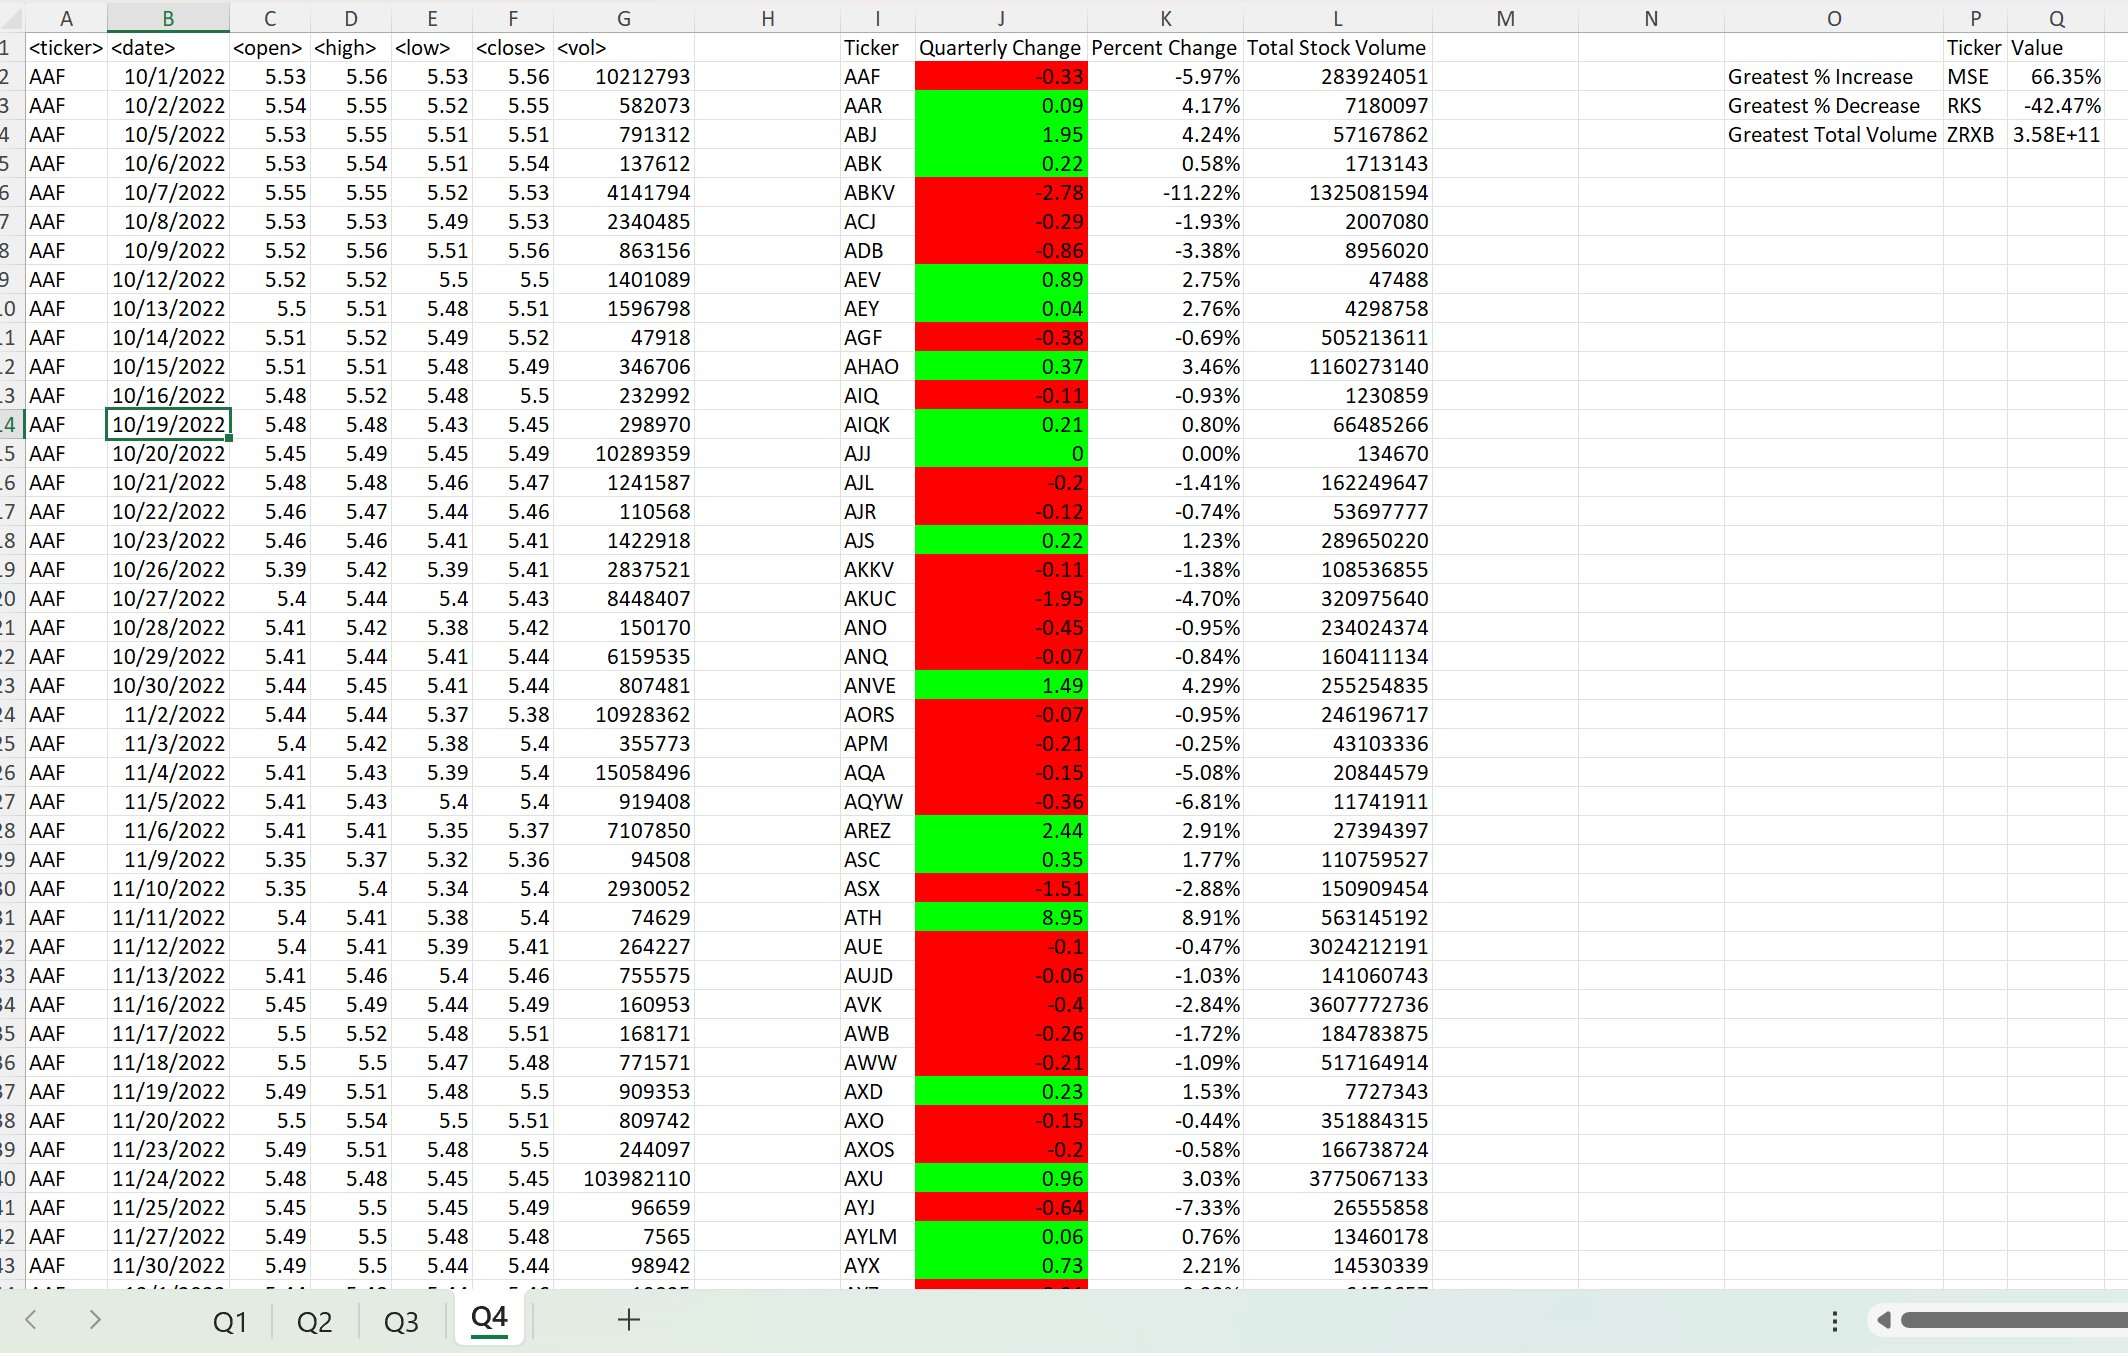 A B C D E F G H I J K L M N O P Q
1 <ticker> <date> <open> <high> <low> <close> <vol> Ticker Quarterly Change Percent Change Total Stock Volume Ticker Value
2 AAF 10/1/2022 5.53 5.56 5.53 5.56 10212793 AAF -0.33 -5.97% 283924051 Greatest % Increase MSE 66.35%
3 AAF 10/2/2022 5.54 5.55 5.52 5.55 582073 AAR 0.09 4.17% 7180097 Greatest % Decrease RKS -42.47%
4 AAF 10/5/2022 5.53 5.55 5.51 5.51 791312 ABJ 1.95 4.24% 57167862 Greatest Total Volume ZRXB 3.58E+11
5 AAF 10/6/2022 5.53 5.54 5.51 5.54 137612 ABK 0.22 0.58% 1713143
6 AAF 10/7/2022 5.55 5.55 5.52 5.53 4141794 ABKV -2.78 -11.22% 1325081594
7 AAF 10/8/2022 5.53 5.53 5.49 5.53 2340485 ACJ -0.29 -1.93% 2007080
8 AAF 10/9/2022 5.52 5.56 5.51 5.56 863156 ADB -0.86 -3.38% 8956020
9 AAF 10/12/2022 5.52 5.52 5.5 5.5 1401089 AEV 0.89 2.75% 47488
0 AAF 10/13/2022 5.5 5.51 5.48 5.51 1596798 AEY 0.04 2.76% 4298758
1 AAF 10/14/2022 5.51 5.52 5.49 5.52 47918 AGF -0.38 -0.69% 505213611
2 AAF 10/15/2022 5.51 5.51 5.48 5.49 346706 AHAO 0.37 3.46% 1160273140
3 AAF 10/16/2022 5.48 5.52 5.48 5.5 232992 AIQ -0.11 -0.93% 1230859
4 AAF 10/19/2022 5.48 5.48 5.43 5.45 298970 AIQK 0.21 0.80% 66485266
5 AAF 10/20/2022 5.45 5.49 5.45 5.49 10289359 AJJ 0 0.00% 134670
6 AAF 10/21/2022 5.48 5.48 5.46 5.47 1241587 AJL -0.2 -1.41% 162249647
7 AAF 10/22/2022 5.46 5.47 5.44 5.46 110568 AJR -0.12 -0.74% 53697777
8 AAF 10/23/2022 5.46 5.46 5.41 5.41 1422918 AJS 0.22 1.23% 289650220
9 AAF 10/26/2022 5.39 5.42 5.39 5.41 2837521 AKKV -0.11 -1.38% 108536855
20 AAF 10/27/2022 5.4 5.44 5.4 5.43 8448407 AKUC -1.95 -4.70% 320975640
21 AAF 10/28/2022 5.41 5.42 5.38 5.42 150170 ANO -0.45 -0.95% 234024374
22 AAF 10/29/2022 5.41 5.44 5.41 5.44 6159535 ANQ -0.07 -0.84% 160411134
23 AAF 10/30/2022 5.44 5.45 5.41 5.44 807481 ANVE 1.49 4.29% 255254835
24 AAF 11/2/2022 5.44 5.44 5.37 5.38 10928362 AORS -0.07 -0.95% 246196717
25 AAF 11/3/2022 5.4 5.42 5.38 5.4 355773 APM -0.21 -0.25% 43103336
26 AAF 11/4/2022 5.41 5.43 5.39 5.4 15058496 AQA -0.15 -5.08% 20844579
27 AAF 11/5/2022 5.41 5.43 5.4 5.4 919408 AQYW -0.36 -6.81% 11741911
28 AAF 11/6/2022 5.41 5.41 5.35 5.37 7107850 AREZ 2.44 2.91% 27394397
29 AAF 11/9/2022 5.35 5.37 5.32 5.36 94508 ASC 0.35 1.77% 110759527
30 AAF 11/10/2022 5.35 5.4 5.34 5.4 2930052 ASX -1.51 -2.88% 150909454
31 AAF 11/11/2022 5.4 5.41 5.38 5.4 74629 ATH 8.95 8.91% 563145192
32 AAF 11/12/2022 5.4 5.41 5.39 5.41 264227 AUE -0.1 -0.47% 3024212191
33 AAF 11/13/2022 5.41 5.46 5.4 5.46 755575 AUJD -0.06 -1.03% 141060743
34 AAF 11/16/2022 5.45 5.49 5.44 5.49 160953 AVK -0.4 -2.84% 3607772736
35 AAF 11/17/2022 5.5 5.52 5.48 5.51 168171 AWB -0.26 -1.72% 184783875
36 AAF 11/18/2022 5.5 5.5 5.47 5.48 771571 AWW -0.21 -1.09% 517164914
37 AAF 11/19/2022 5.49 5.51 5.48 5.5 909353 AXD 0.23 1.53% 7727343
38 AAF 11/20/2022 5.5 5.54 5.5 5.51 809742 AXO -0.15 -0.44% 351884315
39 AAF 11/23/2022 5.49 5.51 5.48 5.5 244097 AXOS -0.2 -0.58% 166738724
40 AAF 11/24/2022 5.48 5.48 5.45 5.45 103982110 AXU 0.96 3.03% 3775067133
41 AAF 11/25/2022 5.45 5.5 5.45 5.49 96659 AYJ -0.64 -7.33% 26555858
42 AAF 11/27/2022 5.49 5.5 5.48 5.48 7565 AYLM 0.06 0.76% 13460178
43 AAF 11/30/2022 5.49 5.5 5.44 5.44 98942 AYX 0.73 2.21% 14530339
Q1 Q2 Q3 Q4 +